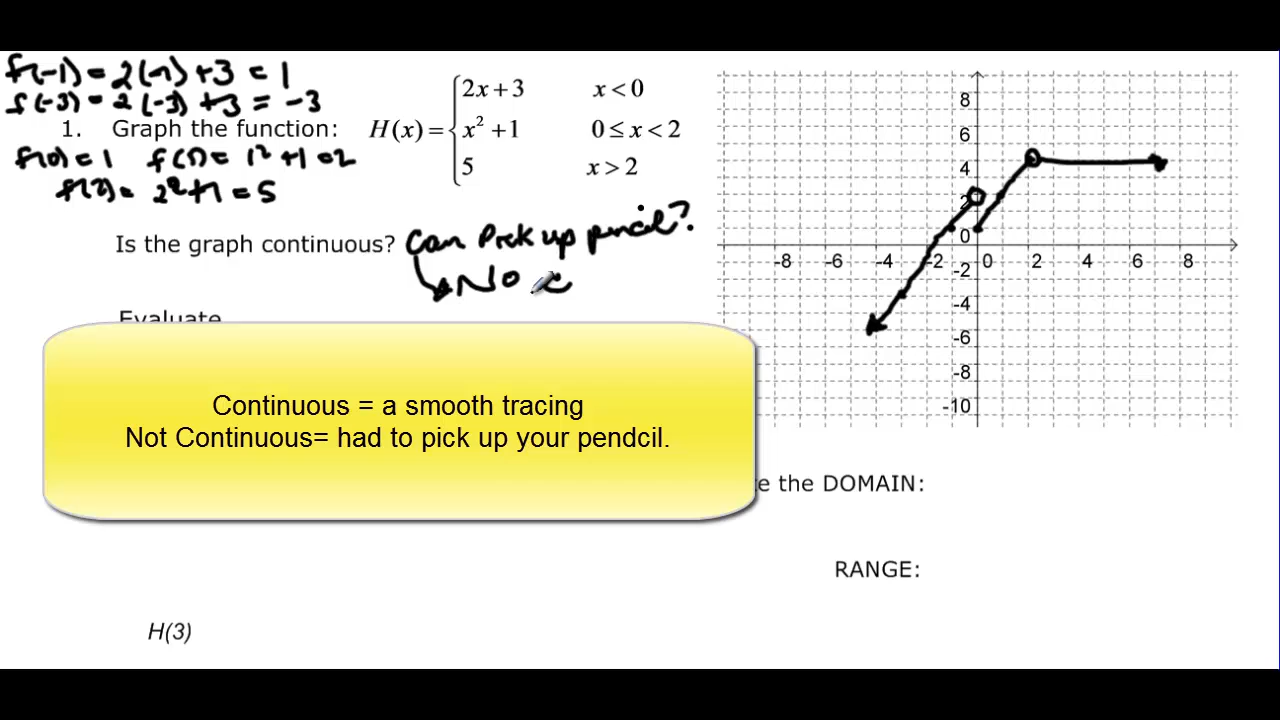 f(-1) = 2(-1) +3 = 1
f(-3) = 2(-3) +3 = -3
1. Graph the function: H(x) = { 2x + 3 x < 0
x² + 1 0 ≤ x < 2
5 x > 2
f(0) = 1 f(1) = 1² +1 = 2
f(2) = 2²+1 = 5
Is the graph continuous? Can Pick up pencil?
No
Evaluate
Continuous = a smooth tracing
Not Continuous= had to pick up your pendcil.
8
6
4
2
0
-8 -6 -4 -2 0 2 4 6 8
-2
-4
-6
-8
-10
the DOMAIN:
RANGE:
H(3)